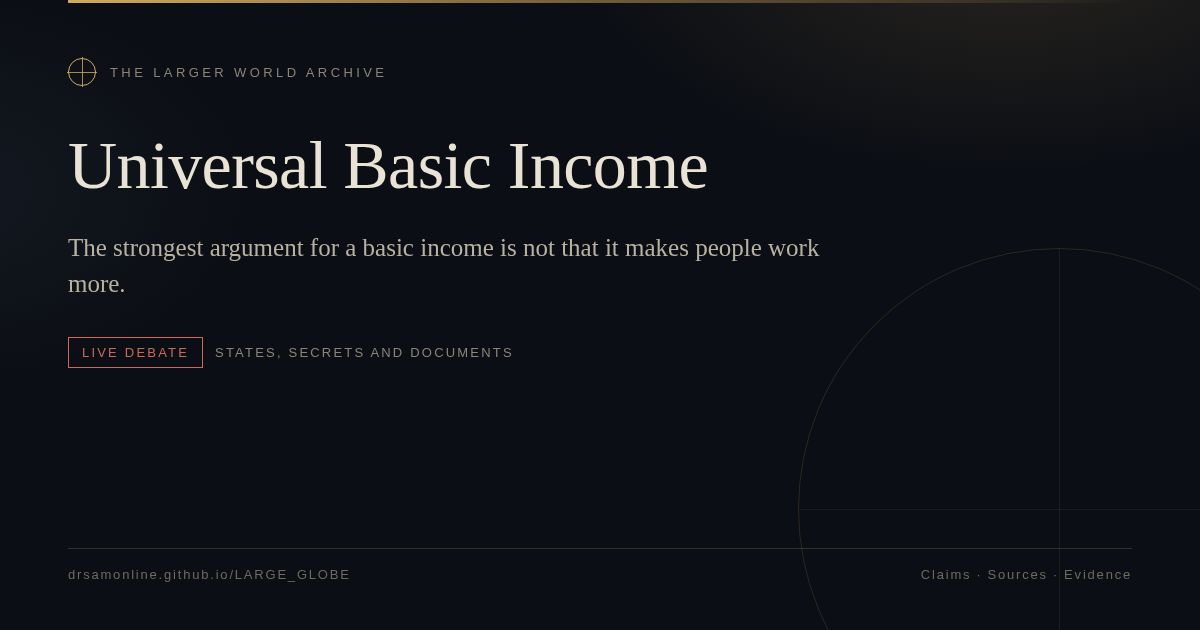 THE LARGER WORLD ARCHIVE
Universal Basic Income
The strongest argument for a basic income is not that it makes people work
more.
LIVE DEBATE STATES, SECRETS AND DOCUMENTS
drsamonline.github.io/LARGE_GLOBE
Claims · Sources · Evidence